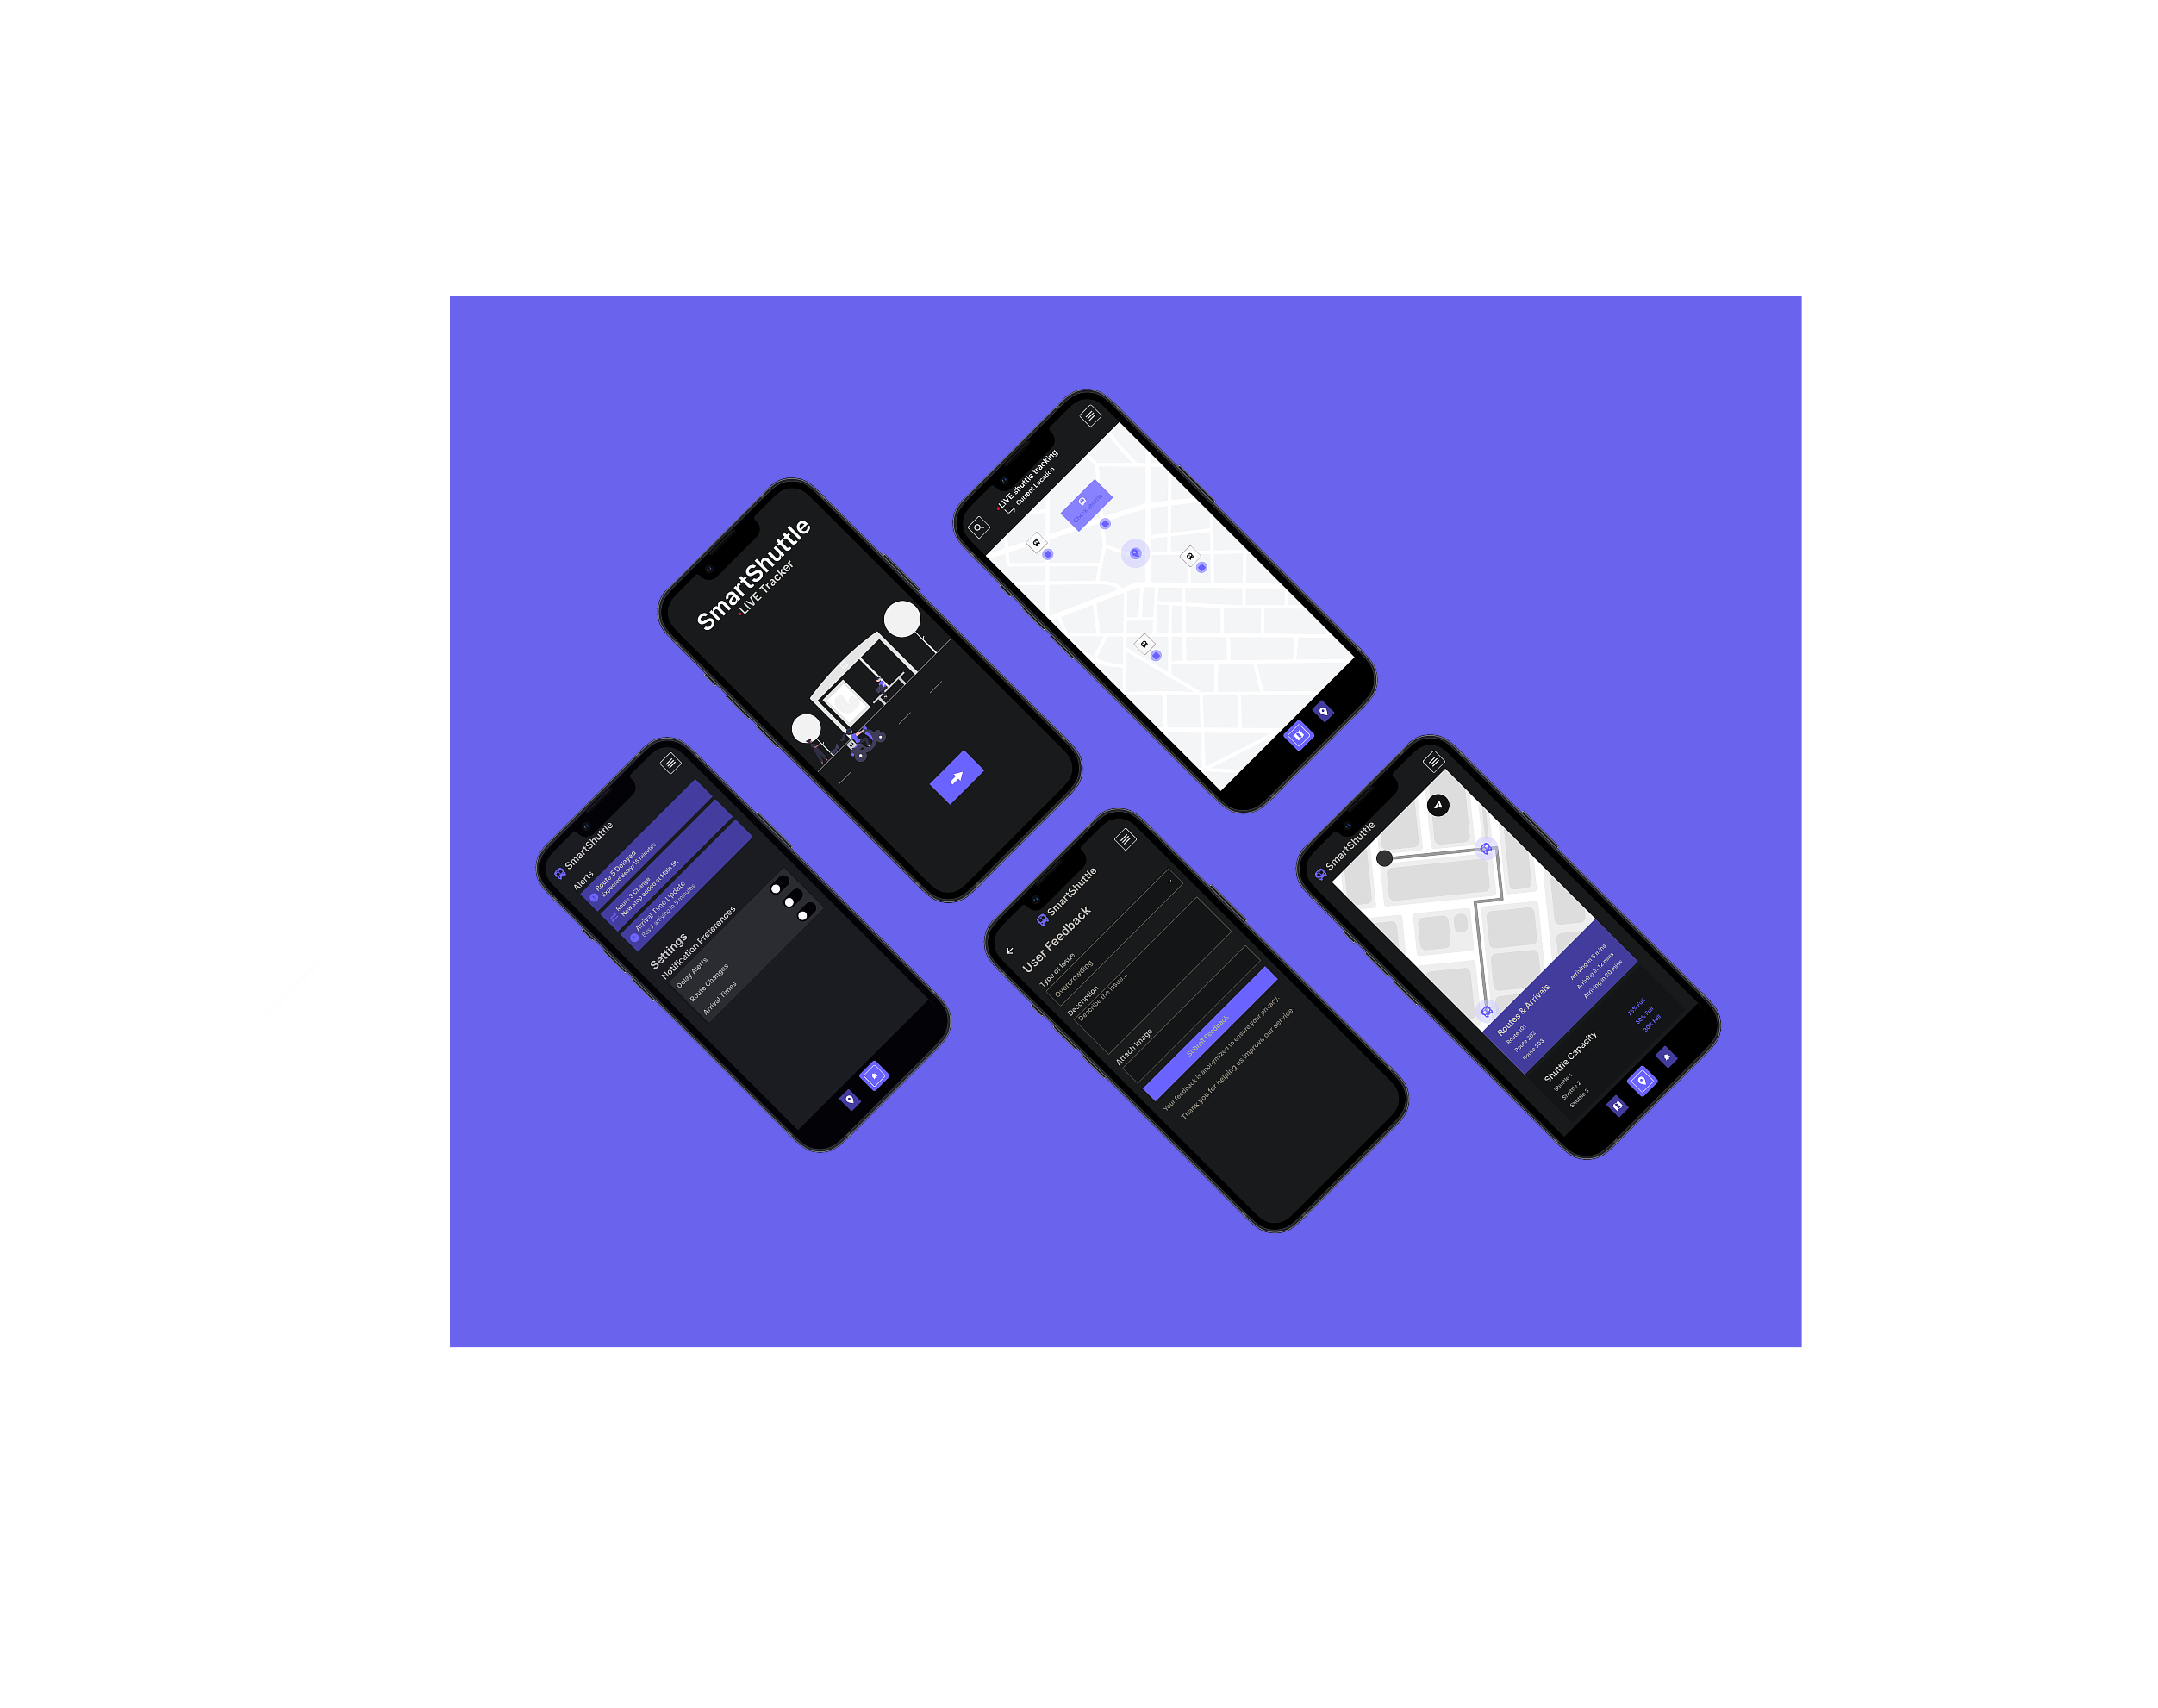 SmartShuttle
LIVE Tracker
LIVE shuttle tracking
Current Location
SmartShuttle
Alerts
Route 5 Delayed
Expected delay: 15 minutes
Route 3 Change
New stop added at Main St.
Arrival Time Update
Bus 7 arriving in 5 minutes
Settings
Notification Preferences
Delay Alerts
Route Changes
Arrival Times
SmartShuttle
User Feedback
Type of Issue
Overcrowding
Description
Describe the issue...
Attach Image
Submit Feedback
Your feedback is anonymized to ensure your privacy.
Thank you for helping us improve our service.
SmartShuttle
Routes & Arrivals
Route 101 Arriving in 5 mins
Route 202 Arriving in 12 mins
Route 303 Arriving in 20 mins
Shuttle Capacity
Shuttle 1 75% Full
Shuttle 2 50% Full
Shuttle 3 30% Full